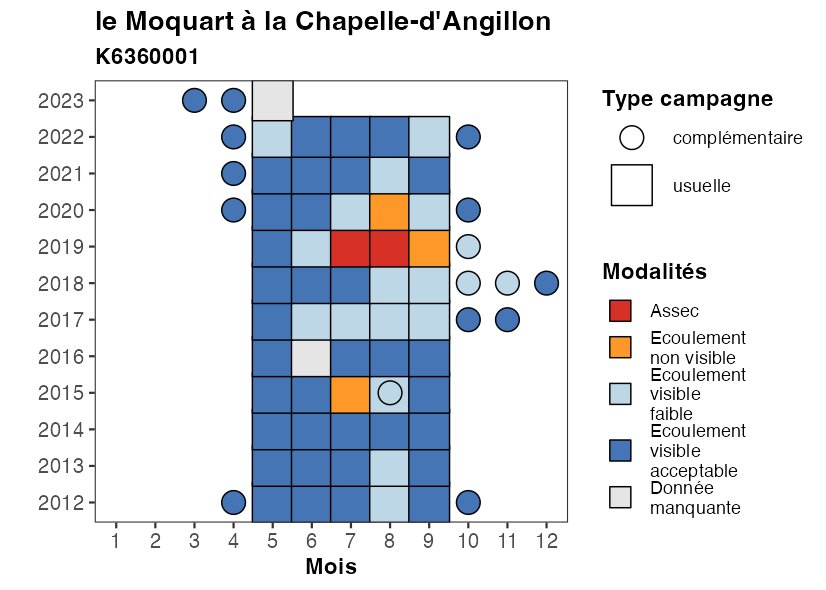 le Moquart à la Chapelle-d'Angillon
K6360001
2023
2022
2021
2020
2019
2018
2017
2016
2015
2014
2013
2012
1 2 3 4 5 6 7 8 9 10 11 12
Mois
Type campagne
complémentaire
usuelle
Modalités
Assec
Ecoulement
non visible
Ecoulement
visible
faible
Ecoulement
visible
acceptable
Donnée
manquante